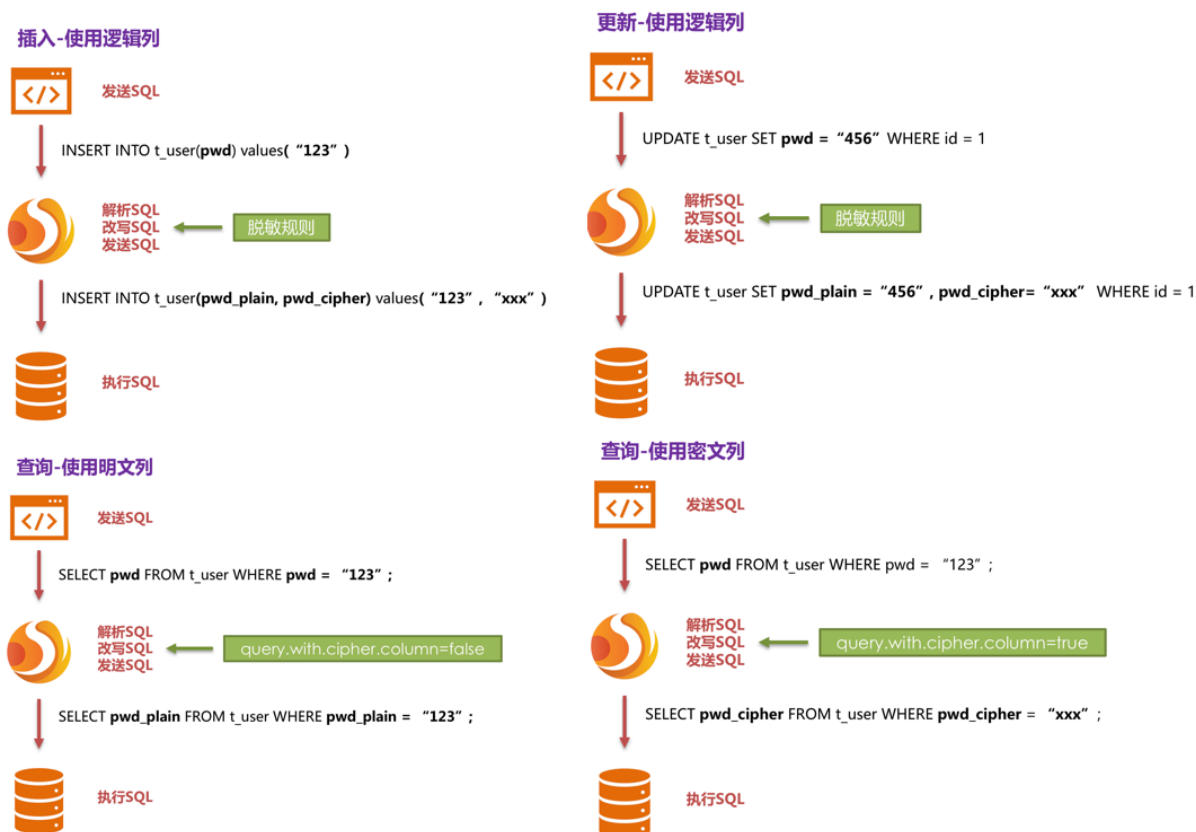 插入-使用逻辑列
发送SQL
INSERT INTO t_user(pwd) values(“123”)
解析SQL
改写SQL
发送SQL
脱敏规则
INSERT INTO t_user(pwd_plain, pwd_cipher) values(“123”, “xxx”)
执行SQL
更新-使用逻辑列
发送SQL
UPDATE t_user SET pwd = “456” WHERE id = 1
解析SQL
改写SQL
发送SQL
脱敏规则
UPDATE t_user SET pwd_plain = “456”, pwd_cipher= “xxx” WHERE id = 1
执行SQL
查询-使用明文列
发送SQL
SELECT pwd FROM t_user WHERE pwd = “123”;
解析SQL
改写SQL
发送SQL
query.with.cipher.column=false
SELECT pwd_plain FROM t_user WHERE pwd_plain = “123”;
执行SQL
查询-使用密文列
发送SQL
SELECT pwd FROM t_user WHERE pwd = “123”;
解析SQL
改写SQL
发送SQL
query.with.cipher.column=true
SELECT pwd_cipher FROM t_user WHERE pwd_cipher = “xxx”;
执行SQL